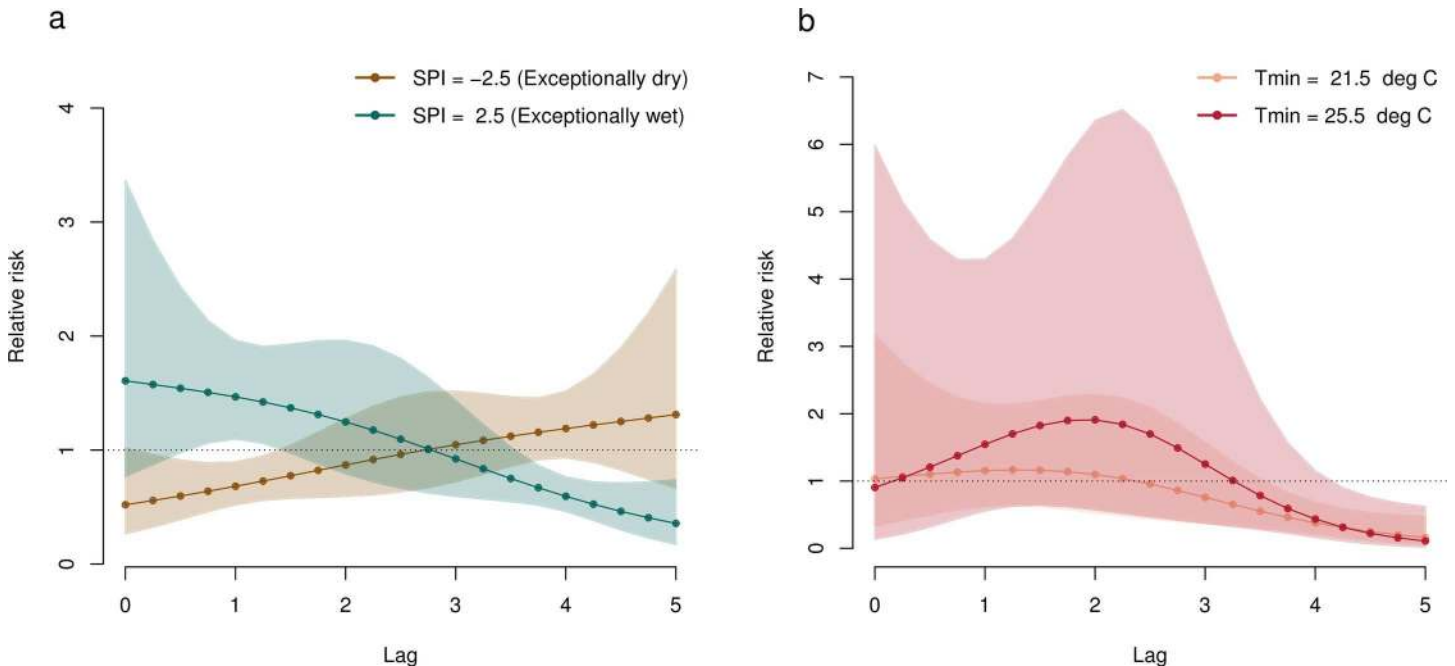 a
SPI = −2.5 (Exceptionally dry)
SPI = 2.5 (Exceptionally wet)
Relative risk
4
3
2
1
0
0 1 2 3 4 5
Lag
b
Tmin = 21.5 deg C
Tmin = 25.5 deg C
Relative risk
7
6
5
4
3
2
1
0
0 1 2 3 4 5
Lag